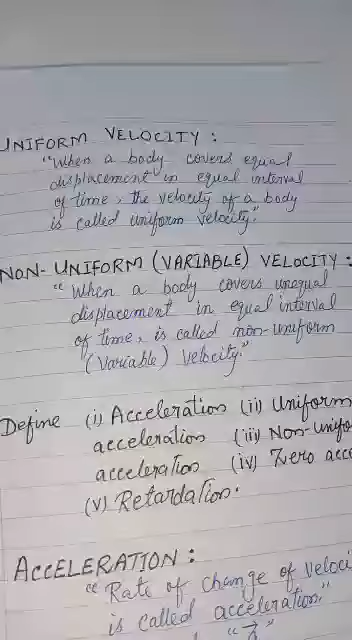 UNIFORM VELOCITY :
"When a body covers equal
displacement in equal interval
of time, the velocity of a body
is called uniform velocity."
NON-UNIFORM (VARIABLE) VELOCITY :
"When a body covers unequal
displacement in equal interval
of time, is called non-uniform
(variable) velocity."
Define (i) Acceleration (ii) Uniform
acceleration (iii) Non-unifo
acceleration (iv) Zero acce
(v) Retardation.
ACCELERATION :
"Rate of change of veloci
is called acceleration."